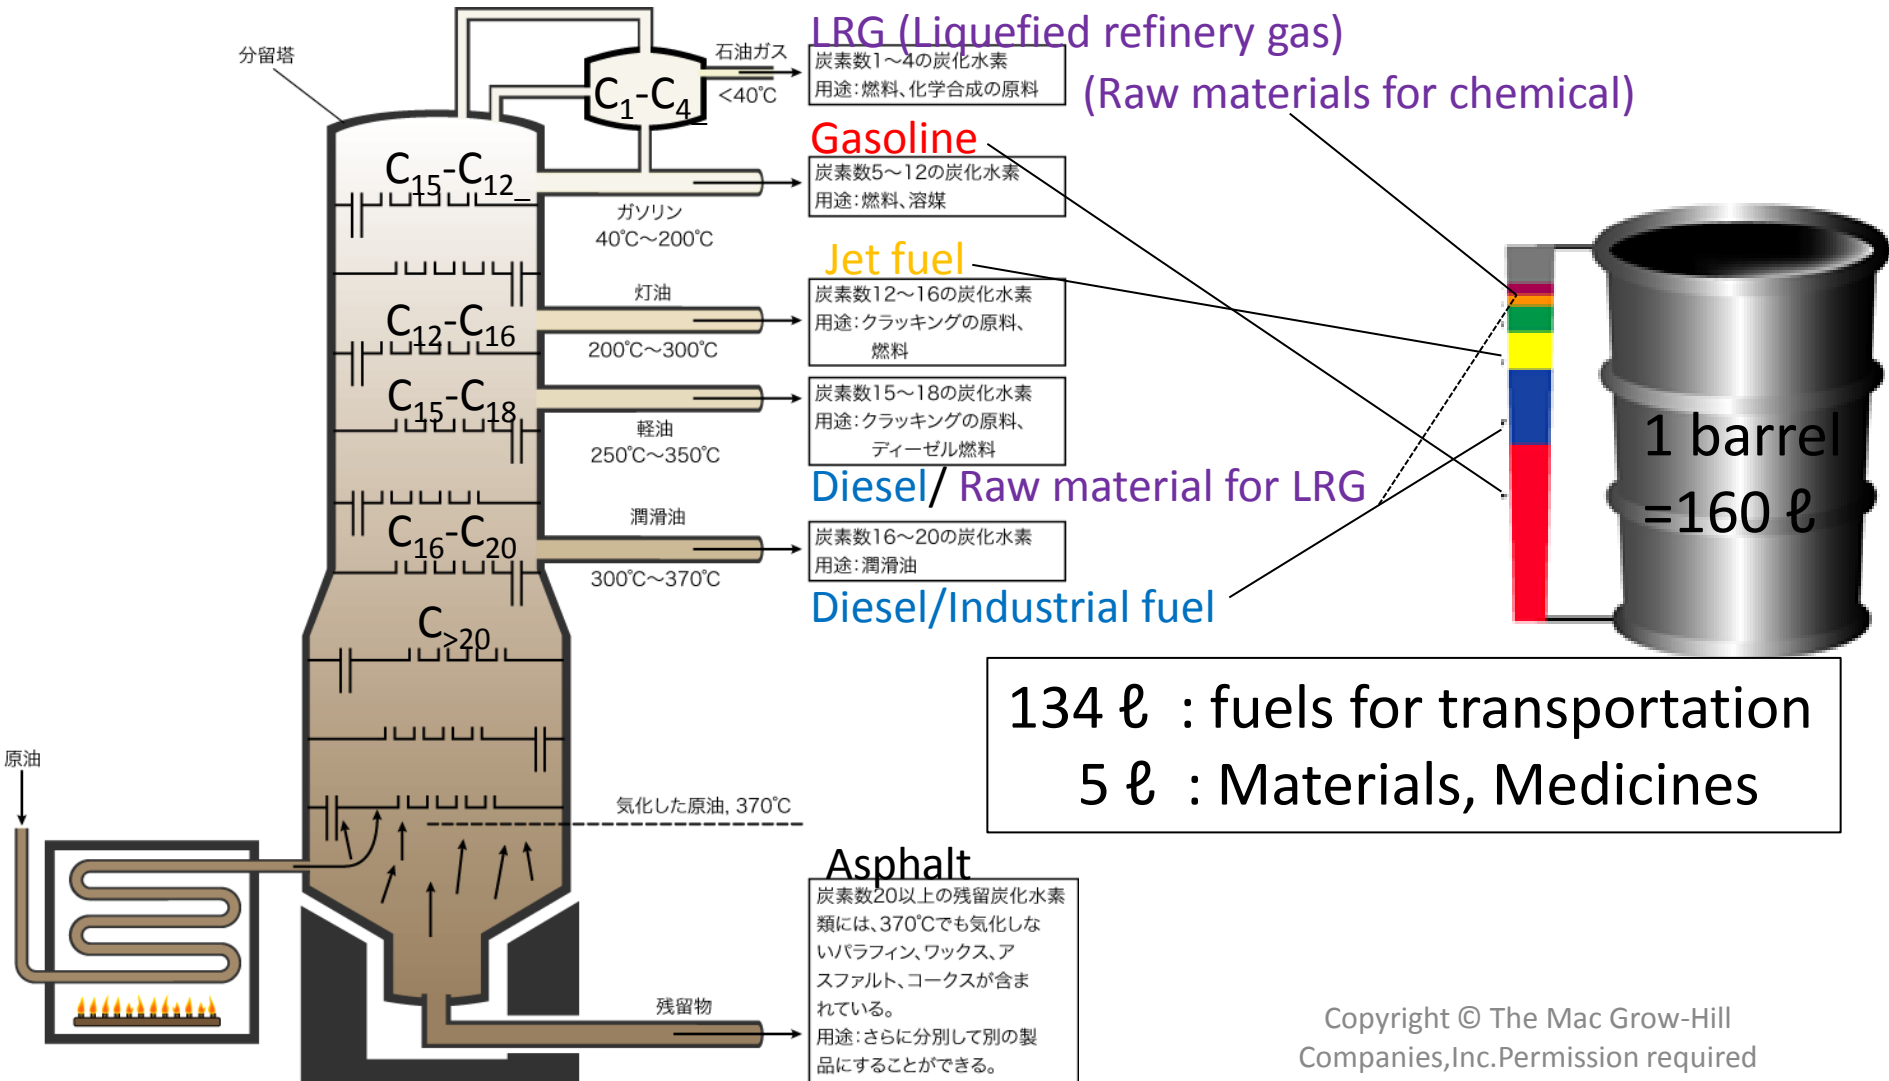 分留塔
C1-C4_
石油ガス
<40℃
LRG (Liquefied refinery gas)
炭素数1〜4の炭化水素
用途:燃料、化学合成の原料
(Raw materials for chemical)
C15-C12_
ガソリン
40℃〜200℃
Gasoline
炭素数5〜12の炭化水素
用途:燃料、溶媒
C12-C16
灯油
200℃〜300℃
Jet fuel
炭素数12〜16の炭化水素
用途:クラッキングの原料、
燃料
C15-C18
軽油
250℃〜350℃
炭素数15〜18の炭化水素
用途:クラッキングの原料、
ディーゼル燃料
Diesel/ Raw material for LRG
C16-C20
潤滑油
300℃〜370℃
炭素数16〜20の炭化水素
用途:潤滑油
Diesel/Industrial fuel
C>20
1 barrel
=160 ℓ
134 ℓ : fuels for transportation
5 ℓ : Materials, Medicines
原油
気化した原油, 370℃
Asphalt
炭素数20以上の残留炭化水素
類には、370℃でも気化しな
いパラフィン、ワックス、ア
スファルト、コークスが含ま
れている。
用途:さらに分別して別の製
品にすることができる。
残留物
Copyright © The Mac Grow-Hill
Companies,Inc.Permission required